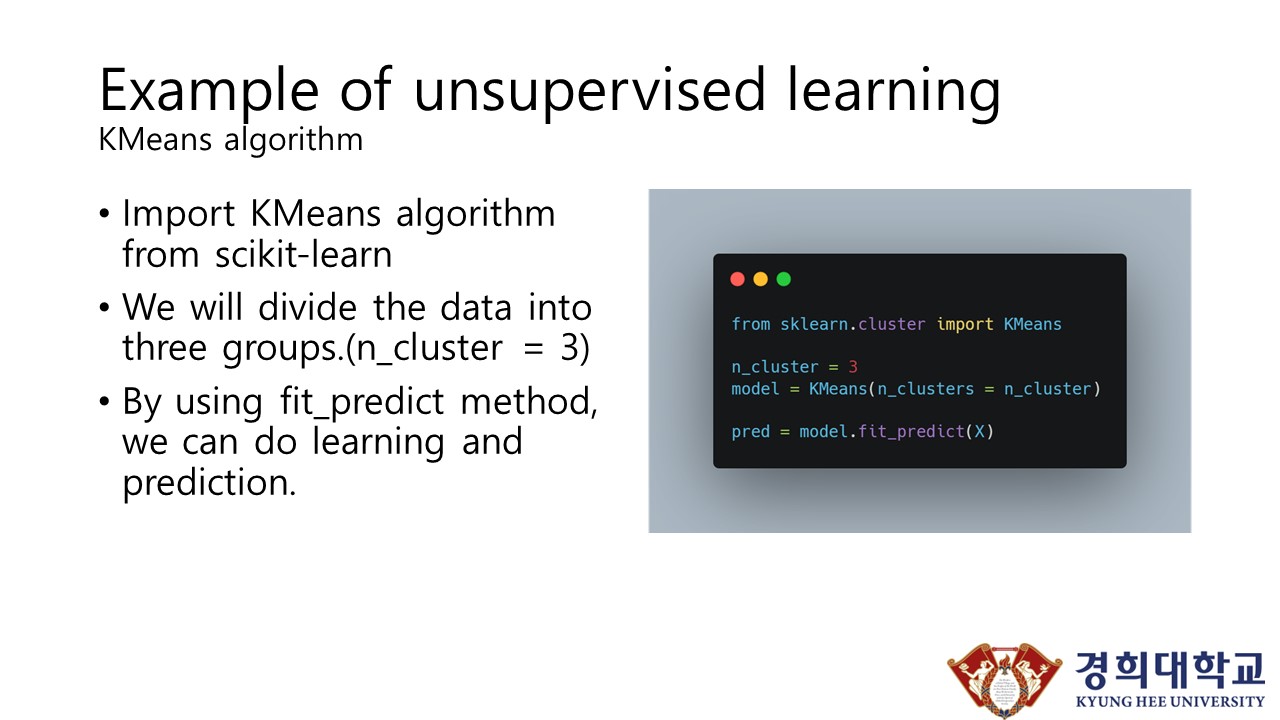 Example of unsupervised learning
KMeans algorithm
• Import KMeans algorithm
from scikit-learn
• We will divide the data into
three groups.(n_cluster = 3)
• By using fit_predict method,
we can do learning and
prediction.
from sklearn.cluster import KMeans
n_cluster = 3
model = KMeans(n_clusters = n_cluster)
pred = model.fit_predict(X)
경희대학교
KYUNG HEE UNIVERSITY